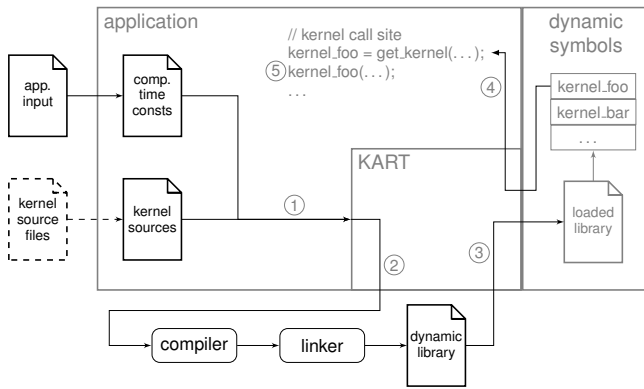 application
// kernel call site
kernel_foo = get_kernel(...);
⑤ kernel_foo(...);
...
④
dynamic
symbols
kernel_foo
kernel_bar
...
loaded
library
app.
input
comp.
time
consts
KART
kernel
source
files
kernel
sources
①
②
③
compiler
linker
dynamic
library